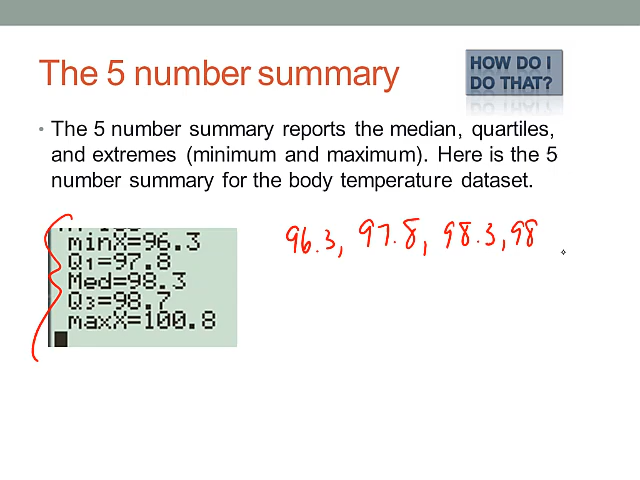 The 5 number summary
HOW DO I
DO THAT?
• The 5 number summary reports the median, quartiles,
and extremes (minimum and maximum). Here is the 5
number summary for the body temperature dataset.
minX=96.3
Q1=97.8
Med=98.3
Q3=98.7
maxX=100.8
96.3, 97.8, 98.3, 98